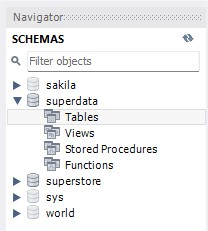 Navigator
SCHEMAS
Filter objects
sakila
superdata
Tables
Views
Stored Procedures
Functions
superstore
sys
world